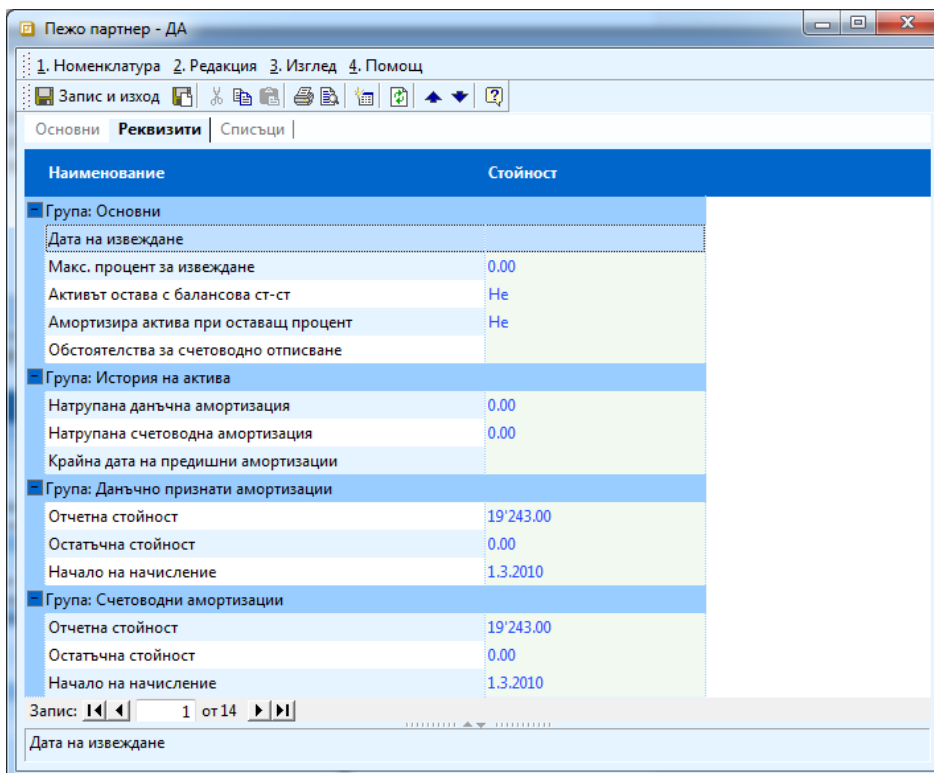 Пежо партнер - ДА
1. Номенклатура 2. Редакция 3. Изглед 4. Помощ
Запис и изход
Основни Реквизити Списъци
Наименование Стойност
Група: Основни
Дата на извеждане
Макс. процент за извеждане 0.00
Активът остава с балансова ст-ст Не
Амортизира актива при оставащ процент Не
Обстоятелства за счетоводно отписване
Група: История на актива
Натрупана данъчна амортизация 0.00
Натрупана счетоводна амортизация 0.00
Крайна дата на предишни амортизации
Група: Данъчно признати амортизации
Отчетна стойност 19'243.00
Остатъчна стойност 0.00
Начало на начисление 1.3.2010
Група: Счетоводни амортизации
Отчетна стойност 19'243.00
Остатъчна стойност 0.00
Начало на начисление 1.3.2010
Запис: 1 от 14
Дата на извеждане